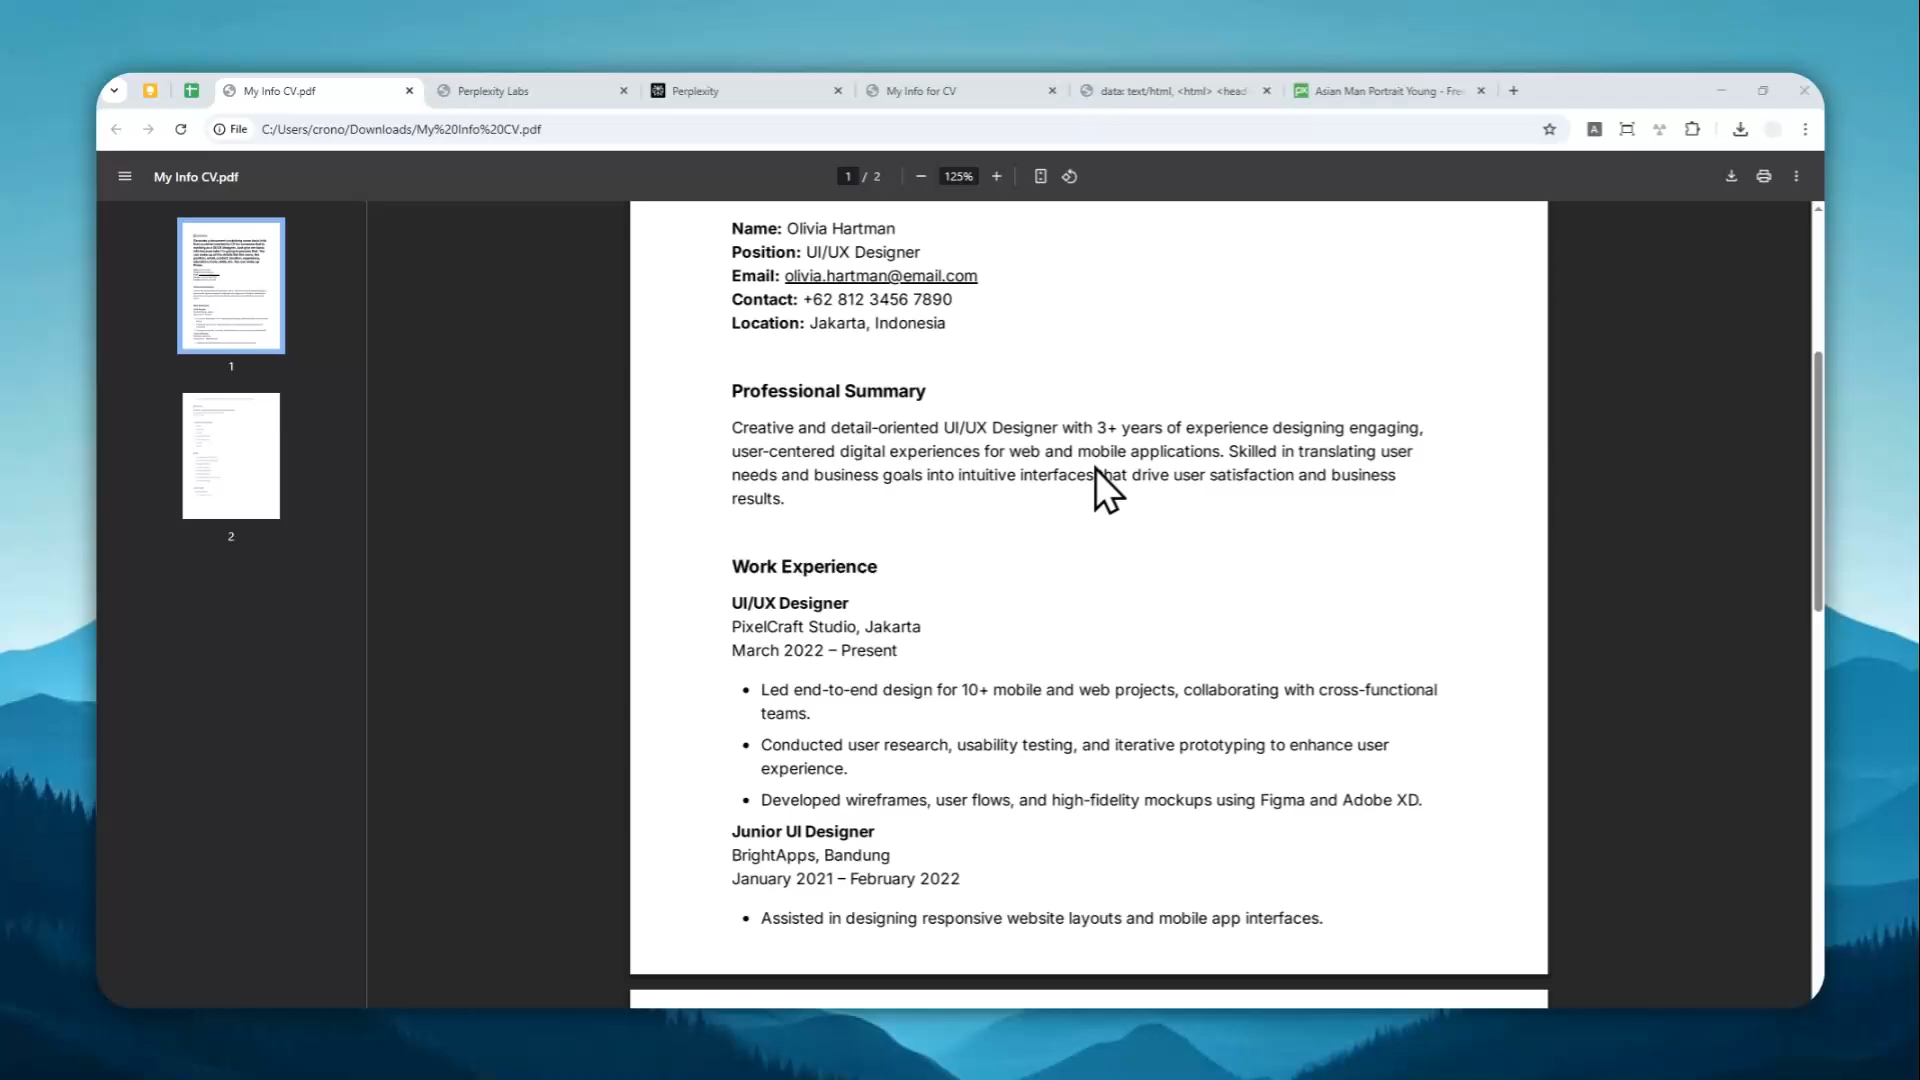 My Info CV.pdf
Perplexity Labs
Perplexity
My Info for CV
data: text/html, <html> <head
Asian Man Portrait Young - Fre
File
C:/Users/crono/Downloads/My%20Info%20CV.pdf
A
My Info CV.pdf
1 / 2
125%
1
2
Name: Olivia Hartman
Position: UI/UX Designer
Email: olivia.hartman@email.com
Contact: +62 812 3456 7890
Location: Jakarta, Indonesia
Professional Summary
Creative and detail-oriented UI/UX Designer with 3+ years of experience designing engaging,
user-centered digital experiences for web and mobile applications. Skilled in translating user
needs and business goals into intuitive interfaces that drive user satisfaction and business
results.
Work Experience
UI/UX Designer
PixelCraft Studio, Jakarta
March 2022 – Present
• Led end-to-end design for 10+ mobile and web projects, collaborating with cross-functional
teams.
• Conducted user research, usability testing, and iterative prototyping to enhance user
experience.
• Developed wireframes, user flows, and high-fidelity mockups using Figma and Adobe XD.
Junior UI Designer
BrightApps, Bandung
January 2021 – February 2022
• Assisted in designing responsive website layouts and mobile app interfaces.